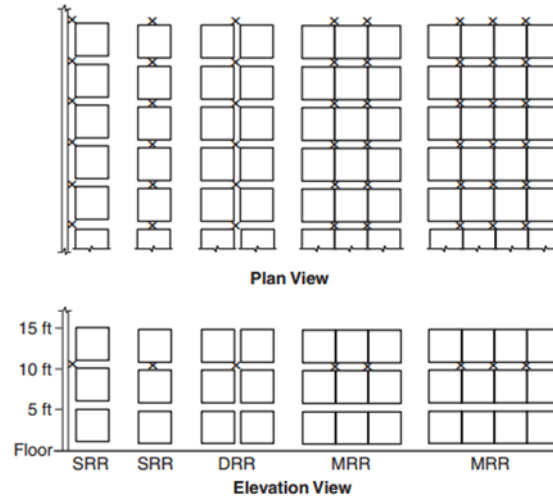 Plan View
15 ft
10 ft
5 ft
Floor
SRR SRR DRR MRR MRR
Elevation View